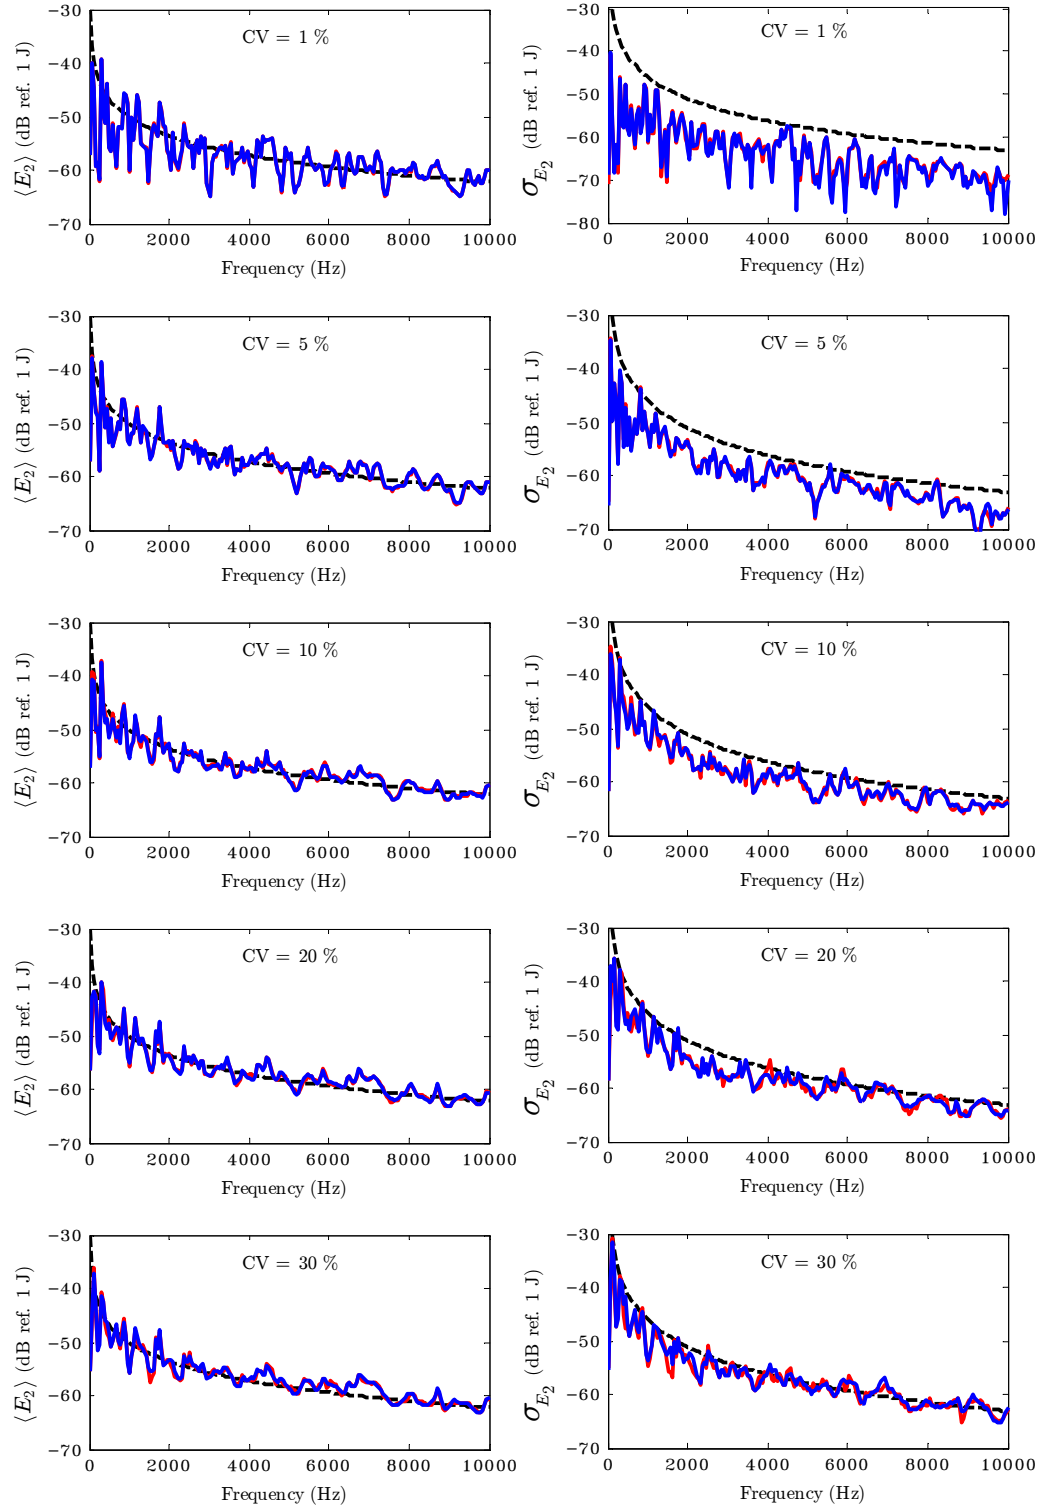 ⟨E₂⟩ (dB ref. 1 J)
CV = 1 %
−30
−40
−50
−60
−70
0 2000 4000 6000 8000 10000
Frequency (Hz)
σ_E₂ (dB ref. 1 J)
CV = 1 %
−30
−40
−50
−60
−70
−80
0 2000 4000 6000 8000 10000
Frequency (Hz)
⟨E₂⟩ (dB ref. 1 J)
CV = 5 %
−30
−40
−50
−60
−70
0 2000 4000 6000 8000 10000
Frequency (Hz)
σ_E₂ (dB ref. 1 J)
CV = 5 %
−30
−40
−50
−60
−70
0 2000 4000 6000 8000 10000
Frequency (Hz)
⟨E₂⟩ (dB ref. 1 J)
CV = 10 %
−30
−40
−50
−60
−70
0 2000 4000 6000 8000 10000
Frequency (Hz)
σ_E₂ (dB ref. 1 J)
CV = 10 %
−30
−40
−50
−60
−70
0 2000 4000 6000 8000 10000
Frequency (Hz)
⟨E₂⟩ (dB ref. 1 J)
CV = 20 %
−30
−40
−50
−60
−70
0 2000 4000 6000 8000 10000
Frequency (Hz)
σ_E₂ (dB ref. 1 J)
CV = 20 %
−30
−40
−50
−60
−70
0 2000 4000 6000 8000 10000
Frequency (Hz)
⟨E₂⟩ (dB ref. 1 J)
CV = 30 %
−30
−40
−50
−60
−70
0 2000 4000 6000 8000 10000
Frequency (Hz)
σ_E₂ (dB ref. 1 J)
CV = 30 %
−30
−40
−50
−60
−70
0 2000 4000 6000 8000 10000
Frequency (Hz)